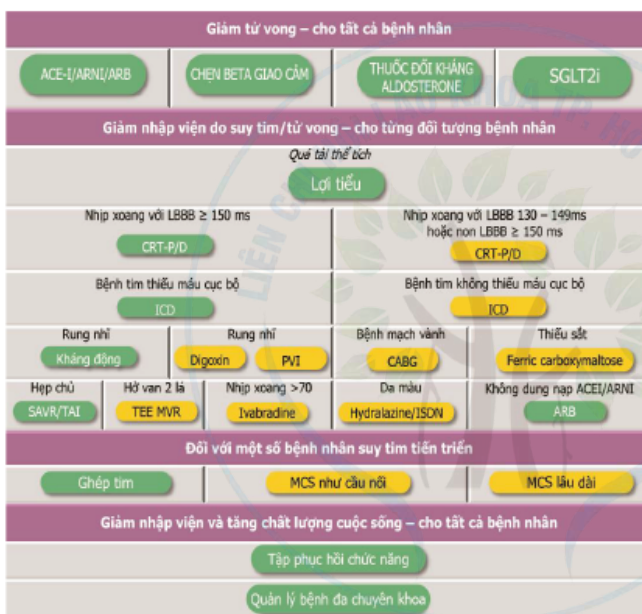 Giảm tử vong – cho tất cả bệnh nhân
ACE-I/ARNI/ARB
CHẸN BETA GIAO CẢM
THUỐC ĐỐI KHÁNG
ALDOSTERONE
SGLT2i
Giảm nhập viện do suy tim/tử vong – cho từng đối tượng bệnh nhân
Quá tải thể tích
Lợi tiểu
Nhịp xoang với LBBB ≥ 150 ms
CRT-P/D
Nhịp xoang với LBBB 130 – 149ms
hoặc non LBBB ≥ 150 ms
CRT-P/D
Bệnh tim thiếu máu cục bộ
ICD
Bệnh tim không thiếu máu cục bộ
ICD
Rung nhĩ
Kháng động
Rung nhĩ
Digoxin
PVI
Bệnh mạch vành
CABG
Thiếu sắt
Ferric carboxymaltose
Hẹp chủ
SAVR/TAI
Hở van 2 lá
TEE MVR
Nhịp xoang >70
Ivabradine
Da màu
Hydralazine/ISDN
Không dung nạp ACEI/ARNI
ARB
Đối với một số bệnh nhân suy tim tiến triển
Ghép tim
MCS như cầu nối
MCS lâu dài
Giảm nhập viện và tăng chất lượng cuộc sống – cho tất cả bệnh nhân
Tập phục hồi chức năng
Quản lý bệnh đa chuyên khoa